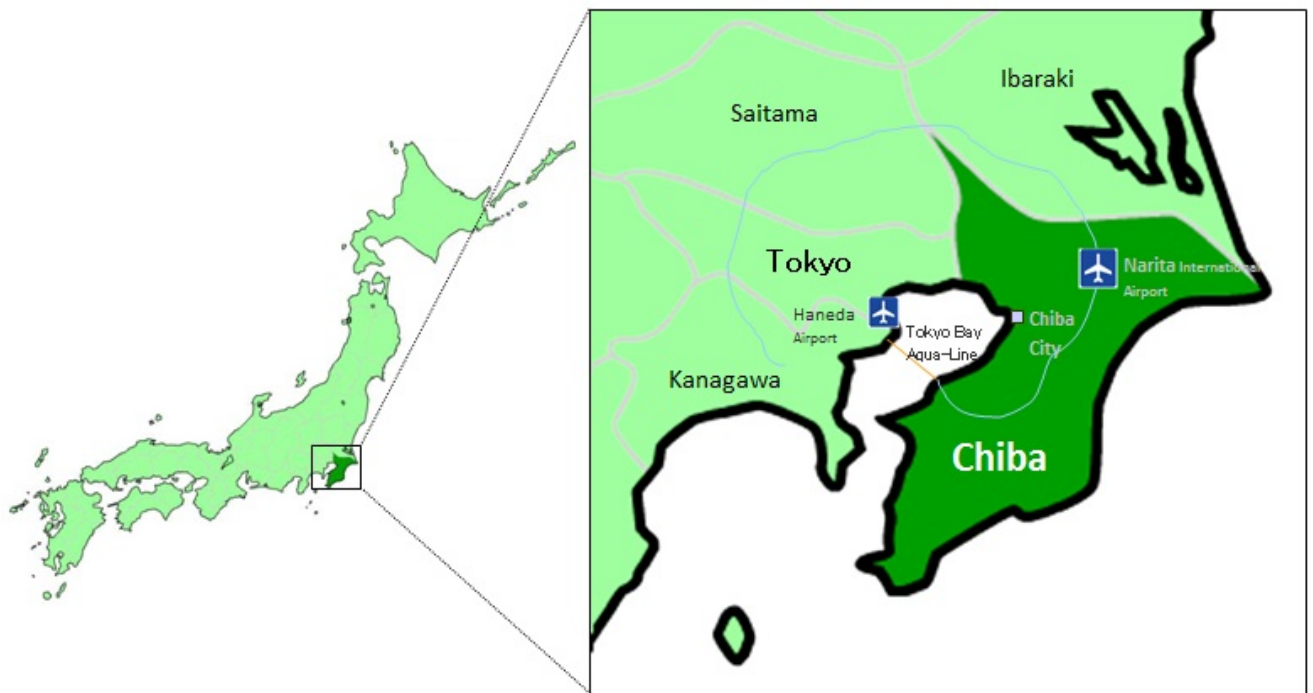 Ibaraki
Saitama
Tokyo
Narita International
Airport
Haneda
Airport
Chiba
City
Tokyo Bay
Aqua-Line
Kanagawa
Chiba